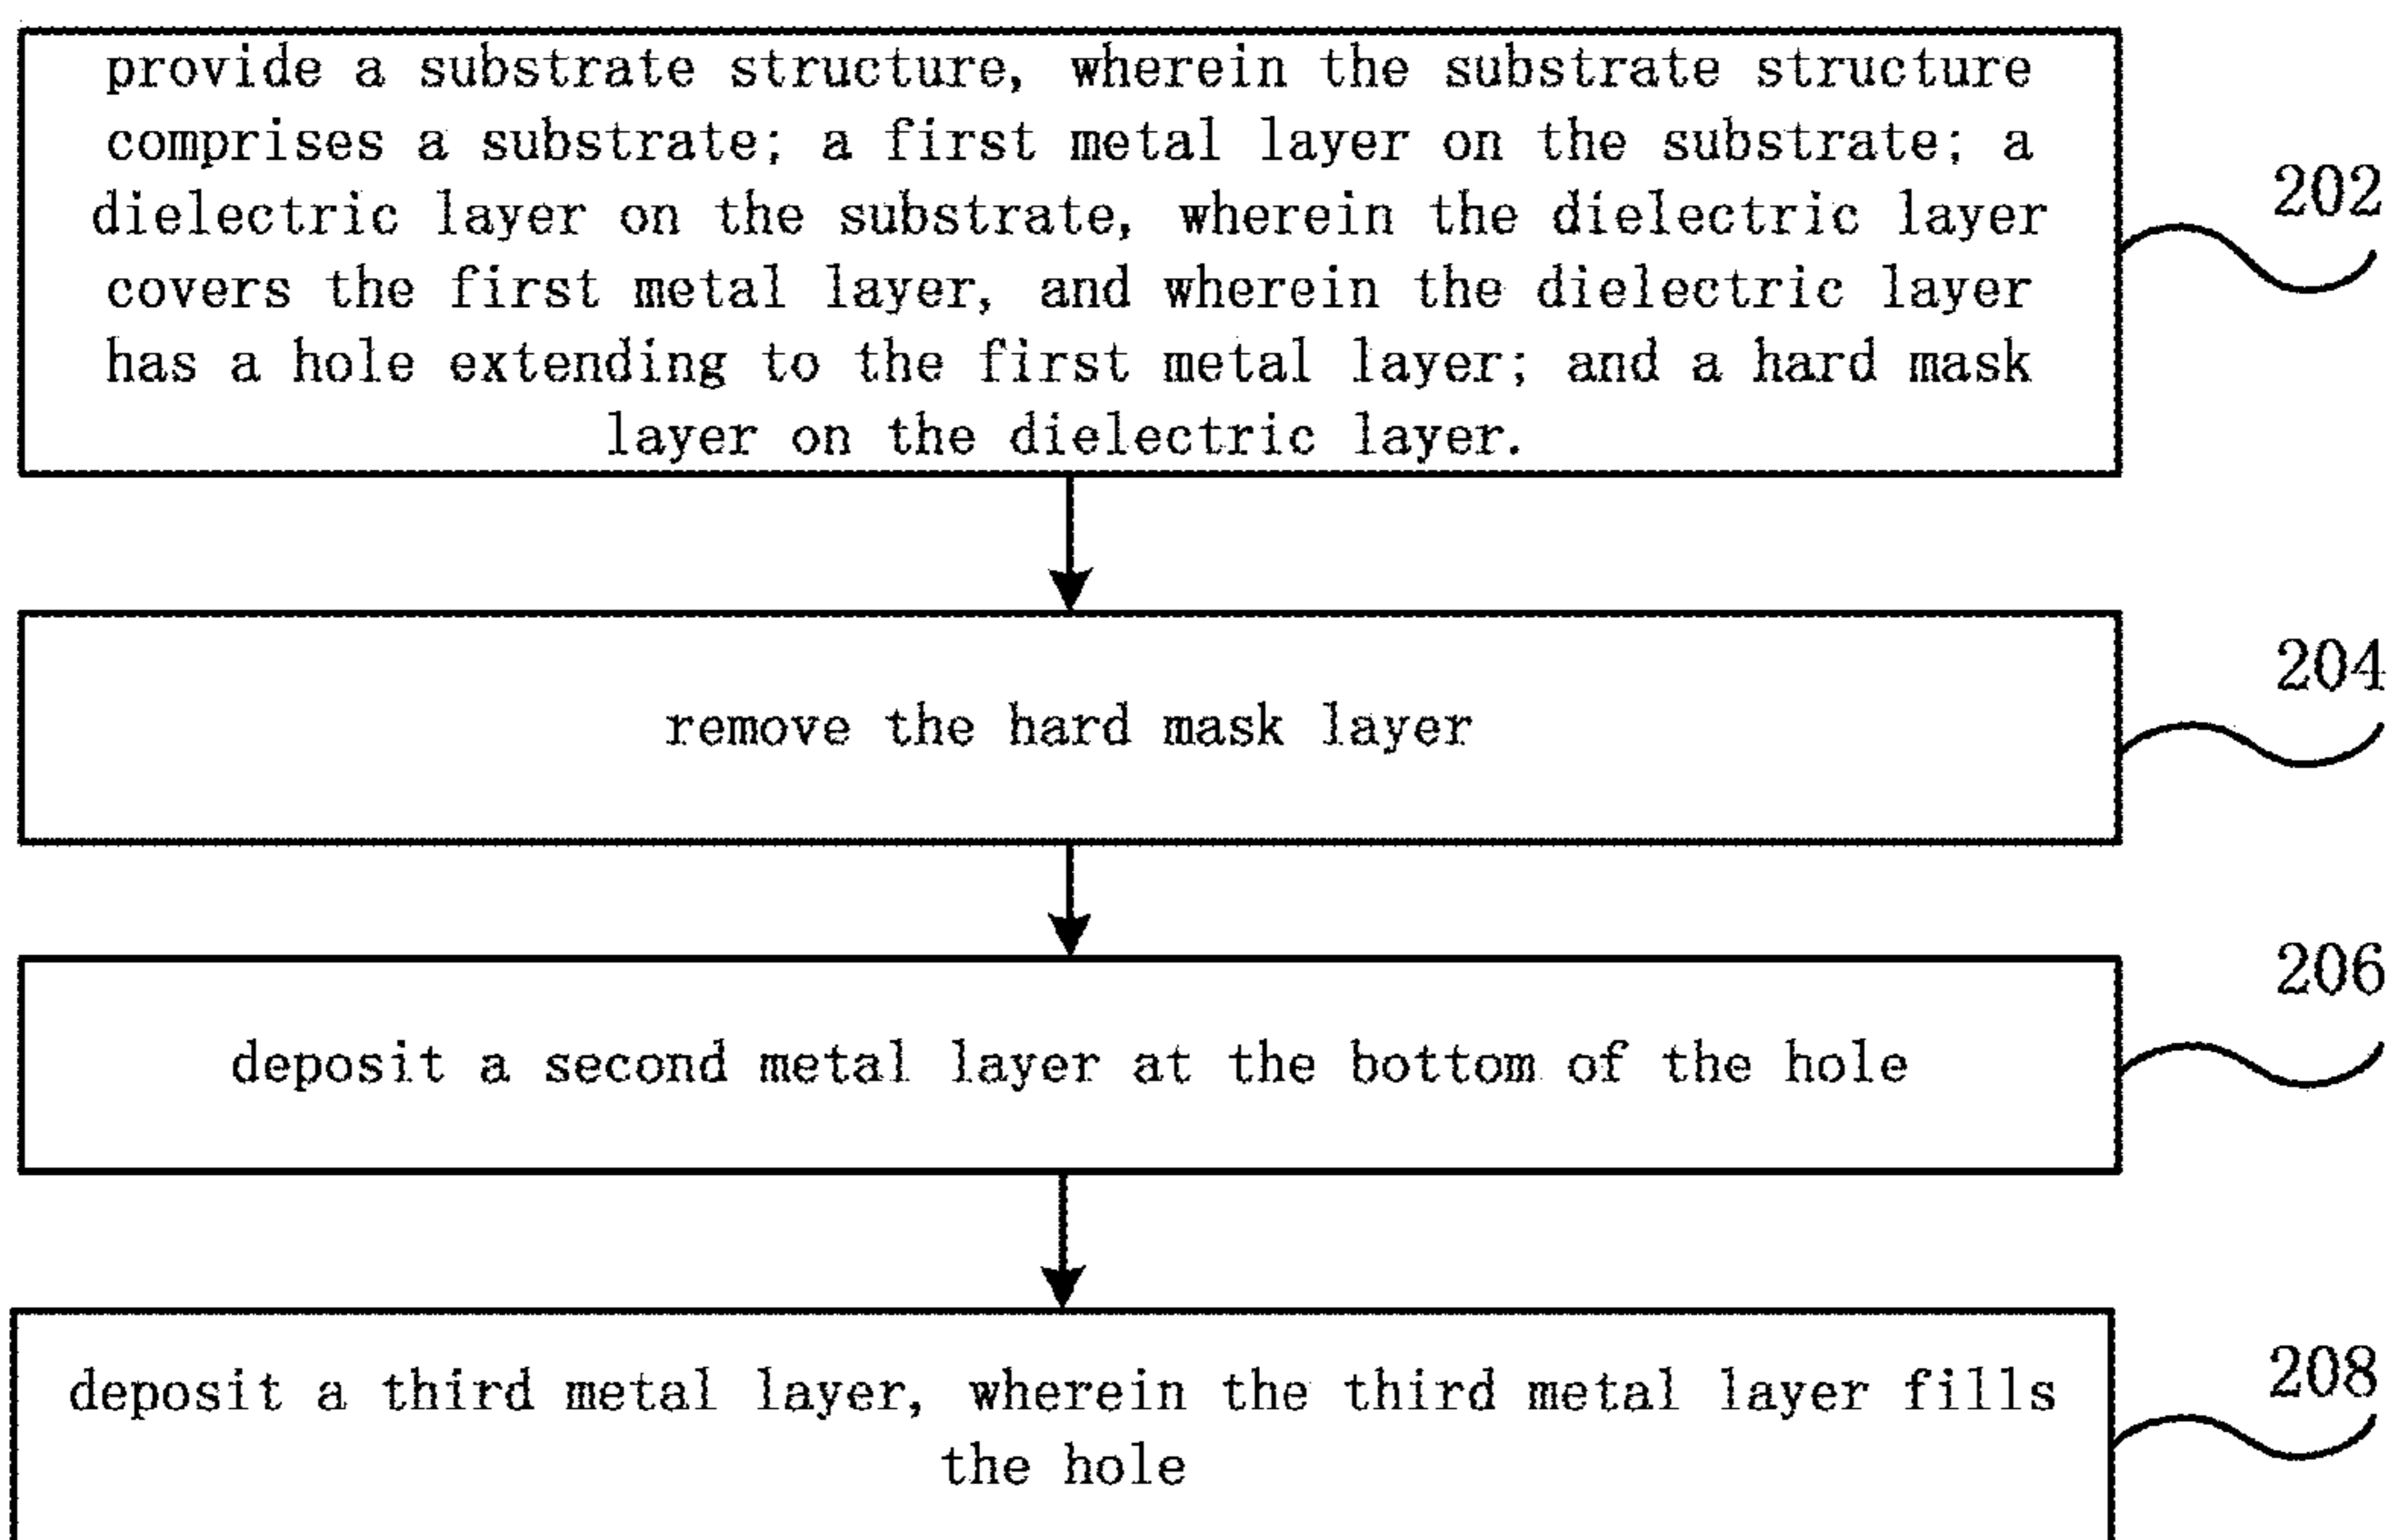 provide a substrate structure, wherein the substrate structure
comprises a substrate; a first metal layer on the substrate; a
dielectric layer on the substrate, wherein the dielectric layer
covers the first metal layer, and wherein the dielectric layer
has a hole extending to the first metal layer; and a hard mask
layer on the dielectric layer.
202
remove the hard mask layer
204
deposit a second metal layer at the bottom of the hole
206
deposit a third metal layer, wherein the third metal layer fills
the hole
208